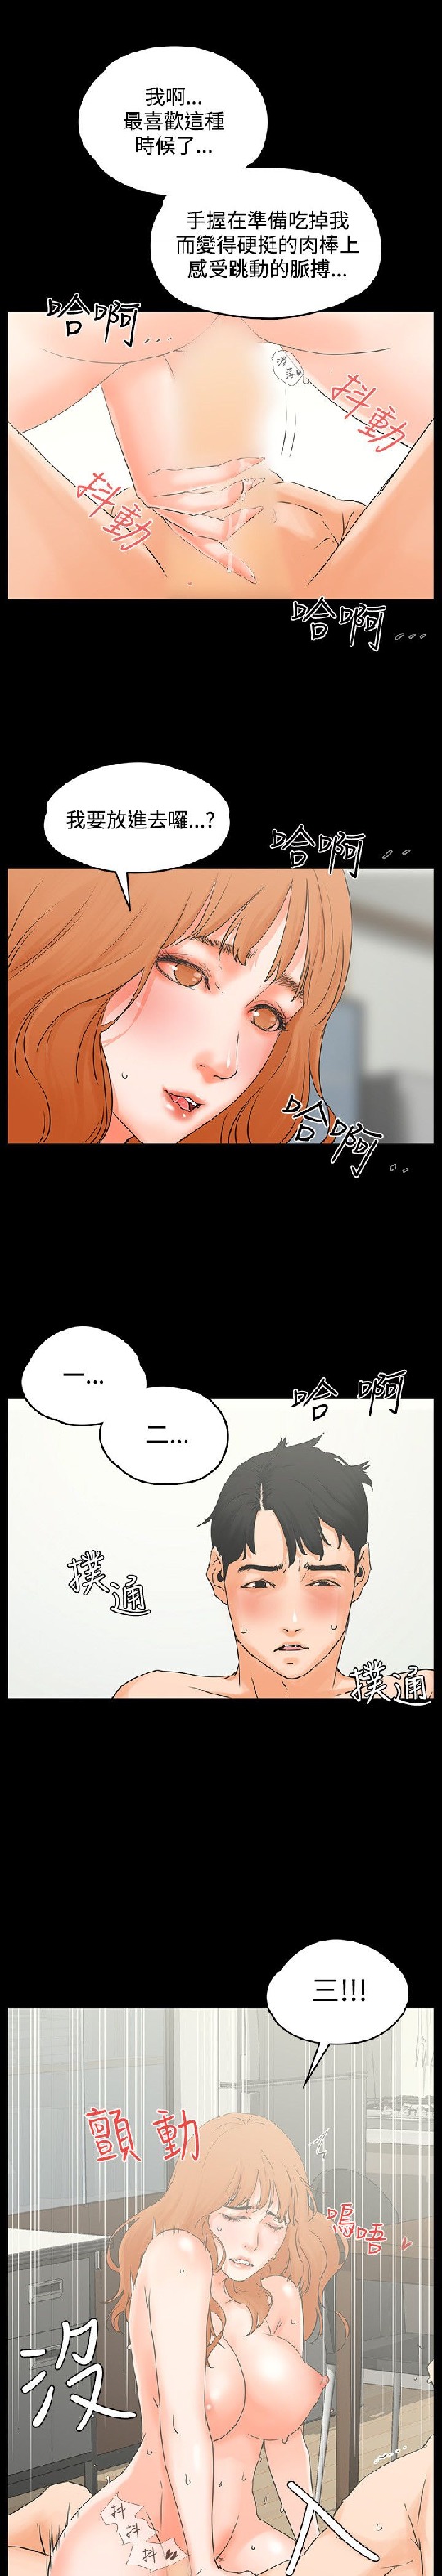 我啊...
最喜歡這種
時候了...
手握在準備吃掉我
而變得硬挺的肉棒上
感受跳動的脈搏...
哈啊...
抖動
抖動
哈啊...
我要放進去囉...?
哈啊...
哈啊...
一...
二...
哈啊
撲通
撲通
三!!!
顫動
嗚唔
沒
入
抖
抖
抖